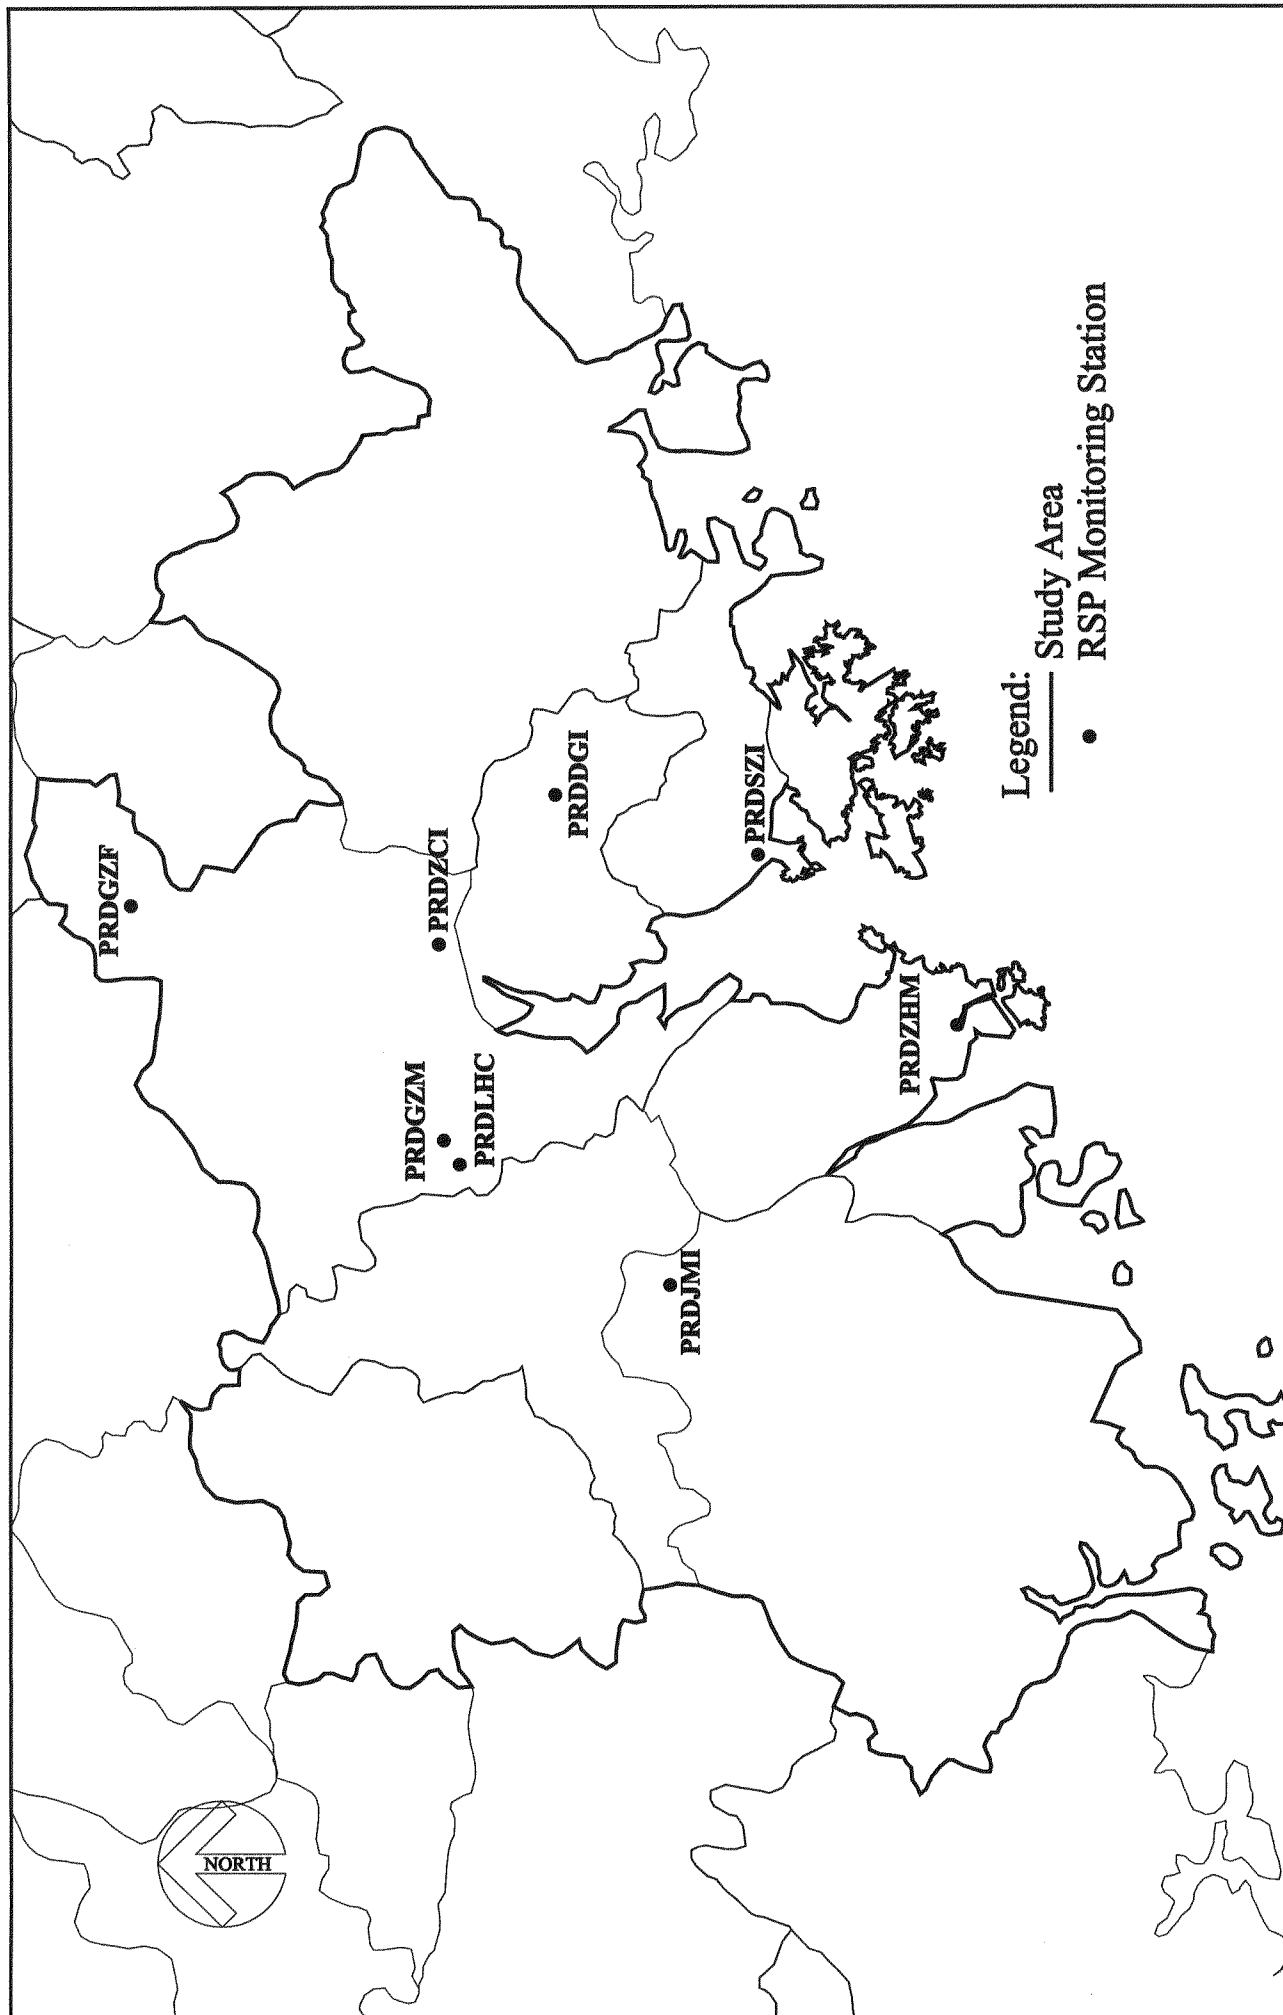 PRDGZF
PRDZCI
PRDDGI
PRDGZM
PRDLHC
PRDSZI
PRDZHM
PRDJMI
NORTH
Legend:
Study Area
RSP Monitoring Station